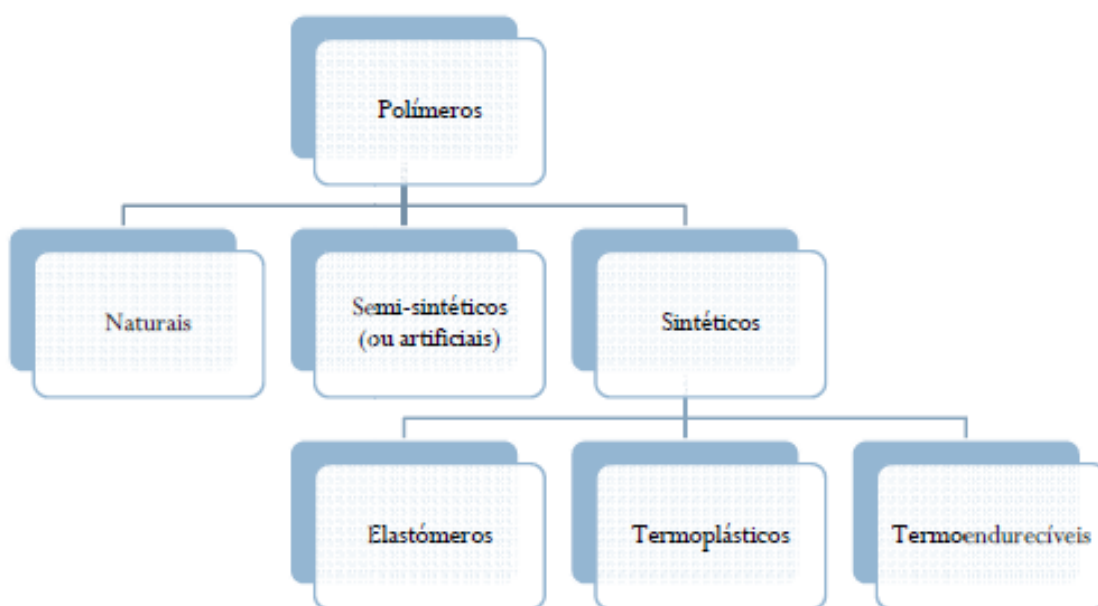 Polímeros
Naturais
Semi-sintéticos
(ou artificiais)
Sintéticos
Elastómeros
Termoplásticos
Termoendurecíveis